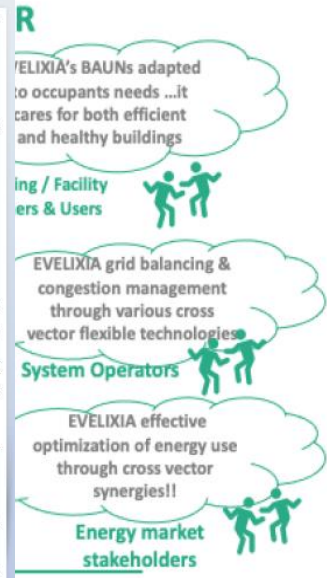 R
VELIXIA's BAUNs adapted
to occupants needs ...it
cares for both efficient
and healthy buildings
ing / Facility
ers & Users
EVELIXIA grid balancing &
congestion management
through various cross
vector flexible technologies
System Operators
EVELIXIA effective
optimization of energy use
through cross vector
synergies!!
Energy market
stakeholders